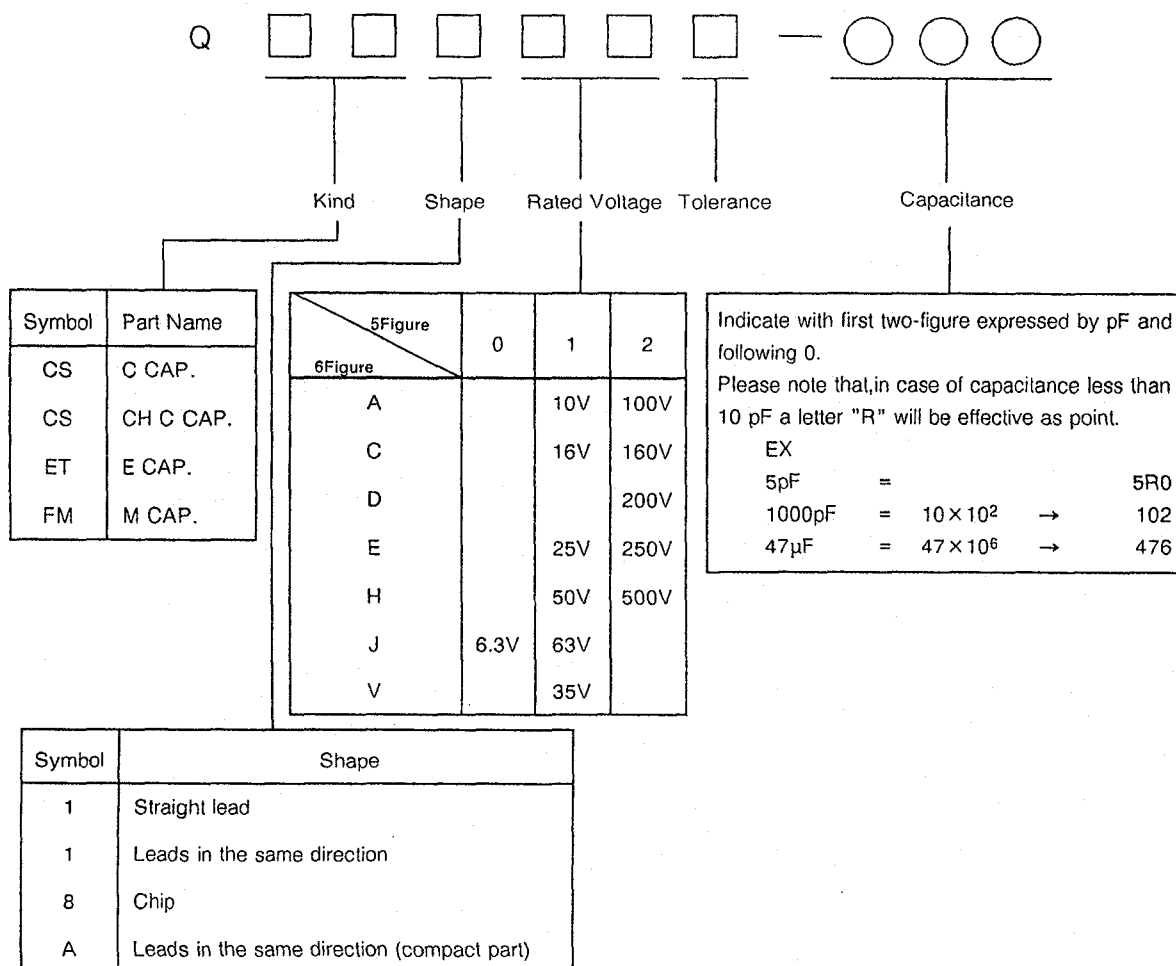 Q □ □ □ □ □ □ — ○ ○ ○
Kind Shape Rated Voltage Tolerance Capacitance
Symbol Part Name
CS C CAP.
CS CH C CAP.
ET E CAP.
FM M CAP.
5Figure 0 1 2
6Figure
A 10V 100V
C 16V 160V
D 200V
E 25V 250V
H 50V 500V
J 6.3V 63V
V 35V
Indicate with first two-figure expressed by pF and
following 0.
Please note that,in case of capacitance less than
10 pF a letter "R" will be effective as point.
EX
5pF = 5R0
1000pF = 10×10² → 102
47µF = 47×10⁶ → 476
Symbol Shape
1 Straight lead
1 Leads in the same direction
8 Chip
A Leads in the same direction (compact part)